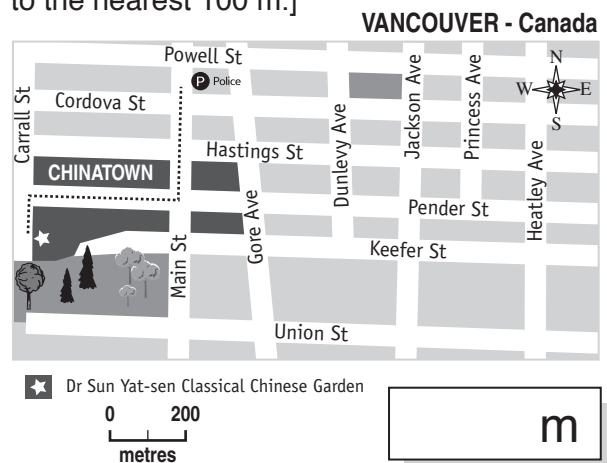 to the nearest 100 m.]
VANCOUVER - Canada
Powell St
P Police
N
W E
S
Carrall St
Cordova St
Jackson Ave
Princess Ave
Dunlevy Ave
Hastings St
Heatley Ave
CHINATOWN
Gore Ave
Pender St
Main St
Keefer St
Union St
Dr Sun Yat-sen Classical Chinese Garden
0 200
metres
m